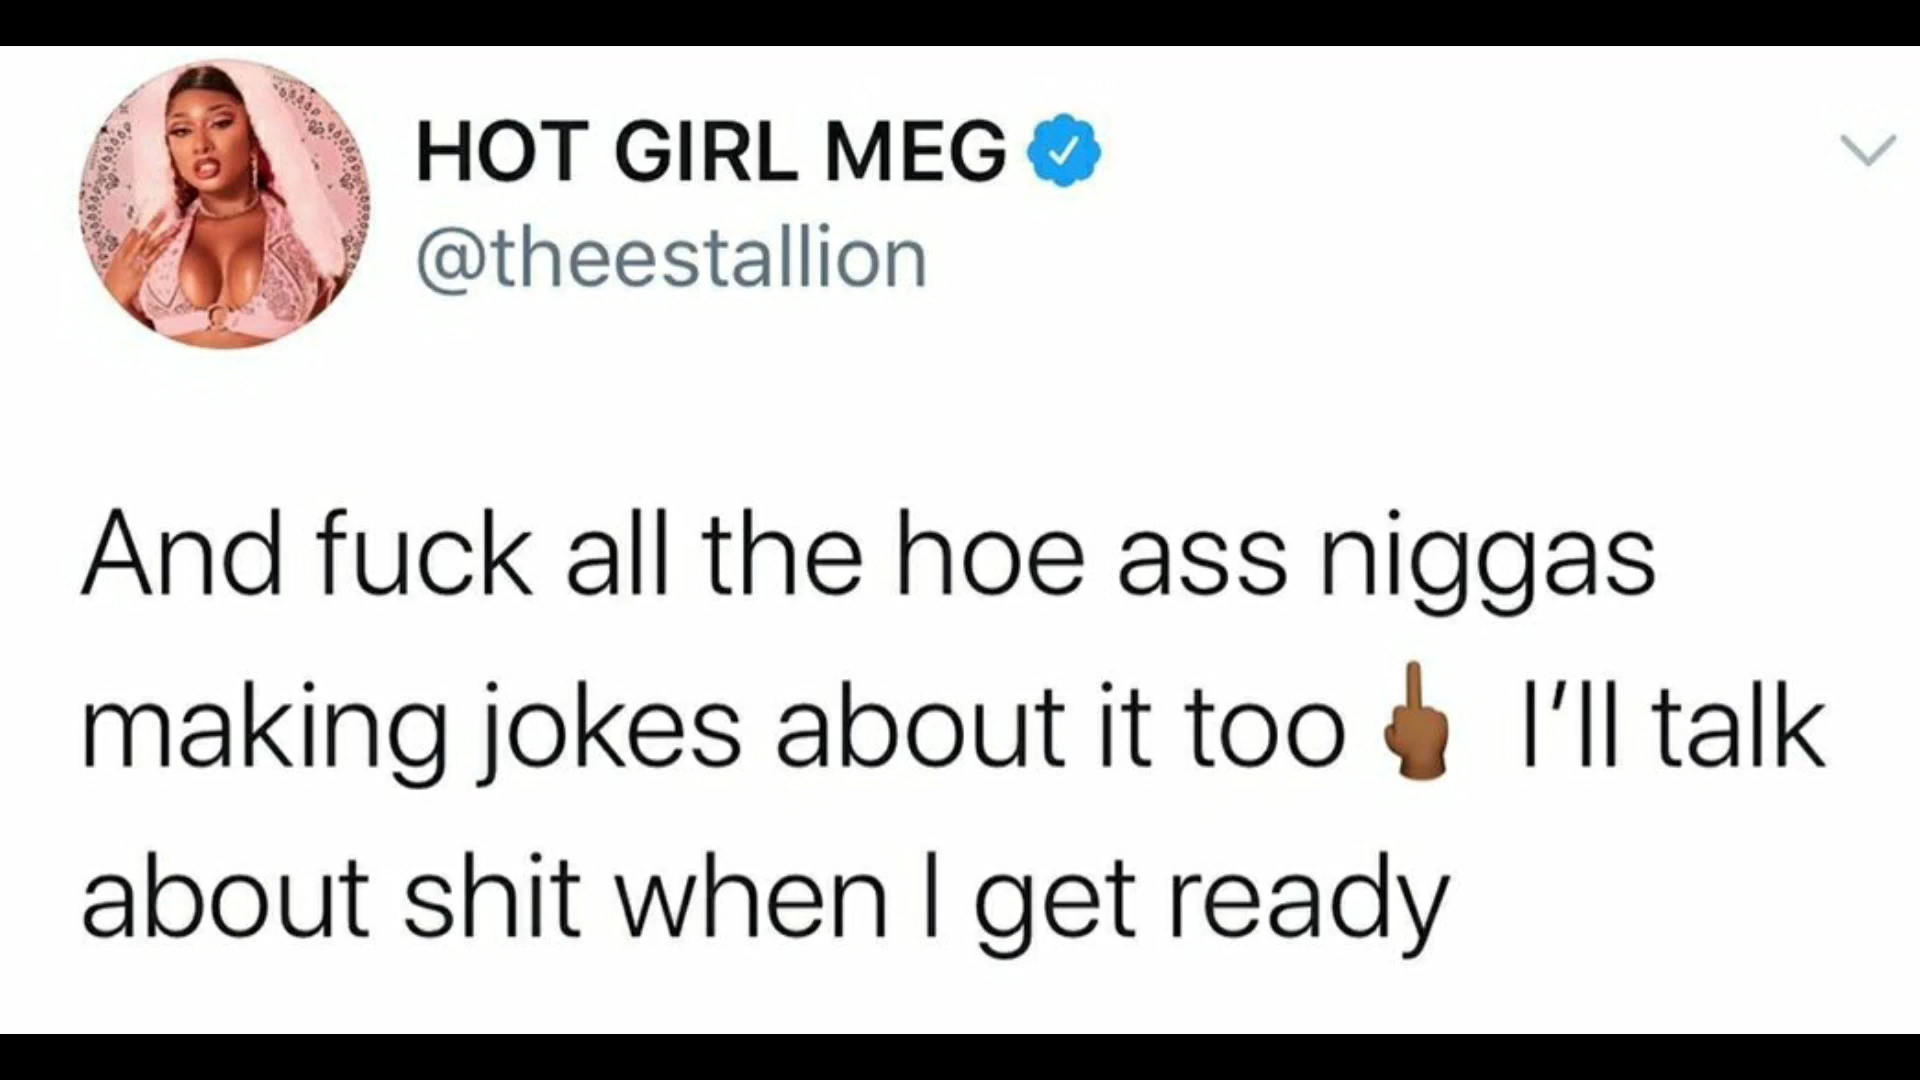 HOT GIRL MEG
@theestallion
And fuck all the hoe ass niggas
making jokes about it too🖕🏾 I'll talk
about shit when I get ready